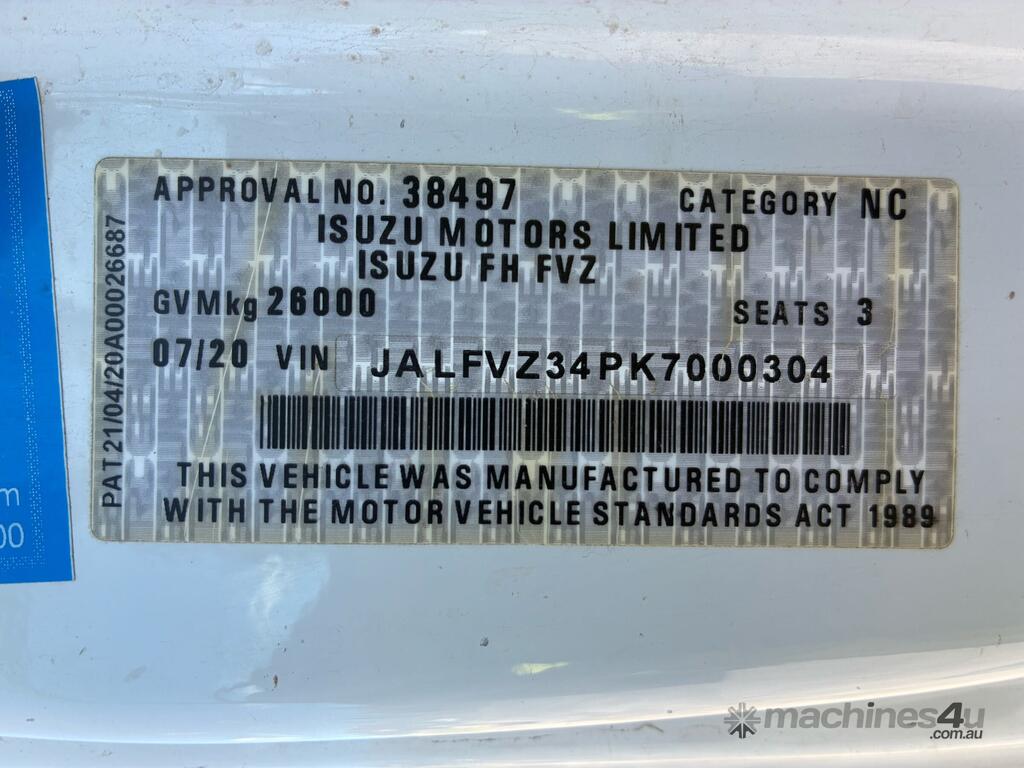 APPROVAL NO. 38497 CATEGORY NC
ISUZU MOTORS LIMITED
ISUZU FH FVZ
GVMkg 26000 SEATS 3
07/20 VIN JALFVZ34PK7000304
THIS VEHICLE WAS MANUFACTURED TO COMPLY
WITH THE MOTOR VEHICLE STANDARDS ACT 1989
PAT21/04/20A00026687
m
00
machines4u
.com.au